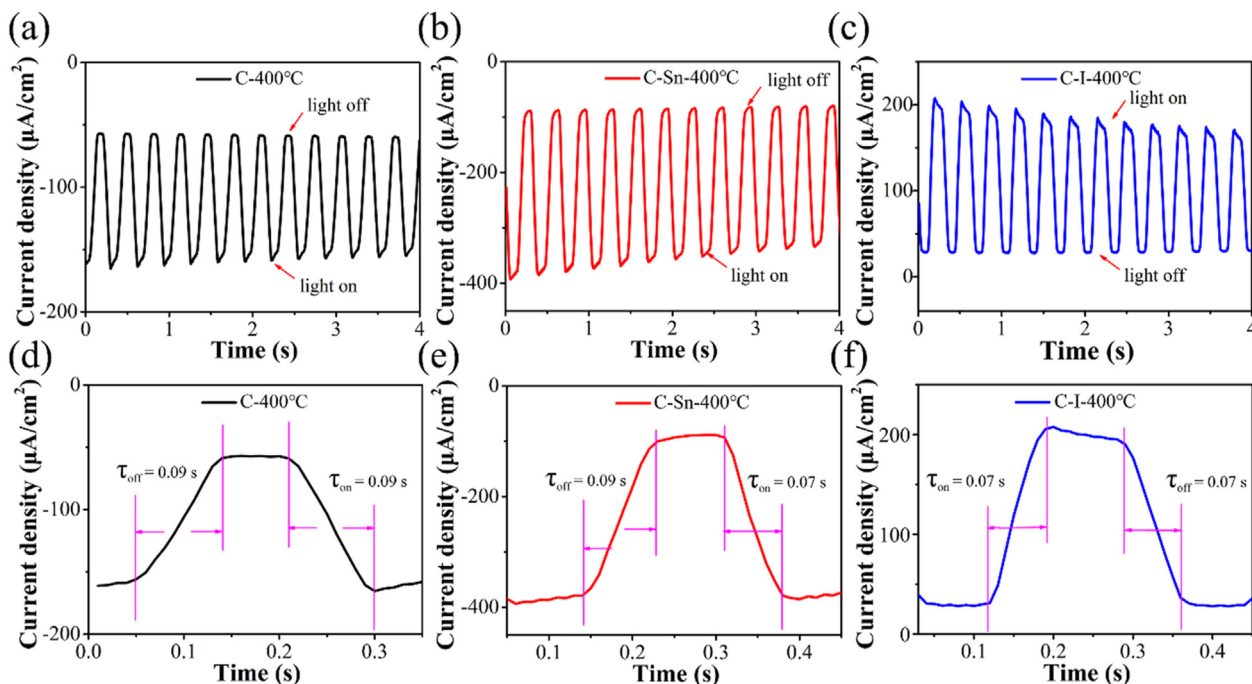 (a)
0
C-400°C
light off
-100
light on
-200
0 1 2 3 4
Time (s)
Current density (μA/cm²)
(b)
0
C-Sn-400°C
light off
-200
light on
-400
0 1 2 3 4
Time (s)
Current density (μA/cm²)
(c)
C-I-400°C
200
light on
100
light off
0
0 1 2 3 4
Time (s)
Current density (μA/cm²)
(d)
0
C-400°C
τoff = 0.09 s
τon = 0.09 s
-100
-200
0.0 0.1 0.2 0.3
Time (s)
Current density (μA/cm²)
(e)
0
C-Sn-400°C
τoff = 0.09 s
τon = 0.07 s
-200
-400
0.1 0.2 0.3 0.4
Time (s)
Current density (μA/cm²)
(f)
C-I-400°C
200
τon = 0.07 s
τoff = 0.07 s
100
0
0.1 0.2 0.3 0.4
Time (s)
Current density (μA/cm²)